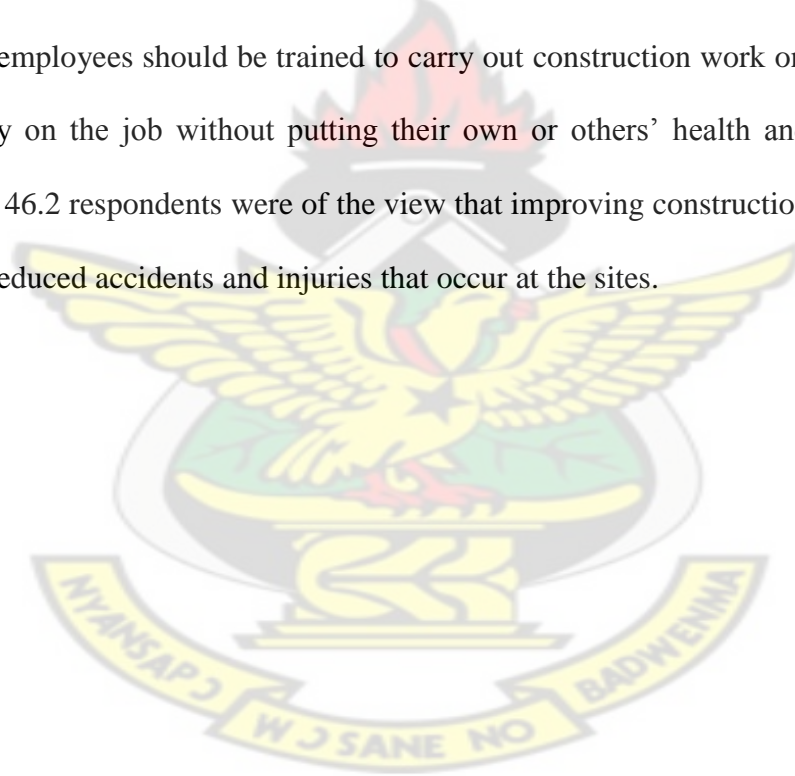 employees should be trained to carry out construction work or
y on the job without putting their own or others’ health an
46.2 respondents were of the view that improving constructio
educed accidents and injuries that occur at the sites.
NYANSAPƆ
WƆ SANE NO
BADWENMA